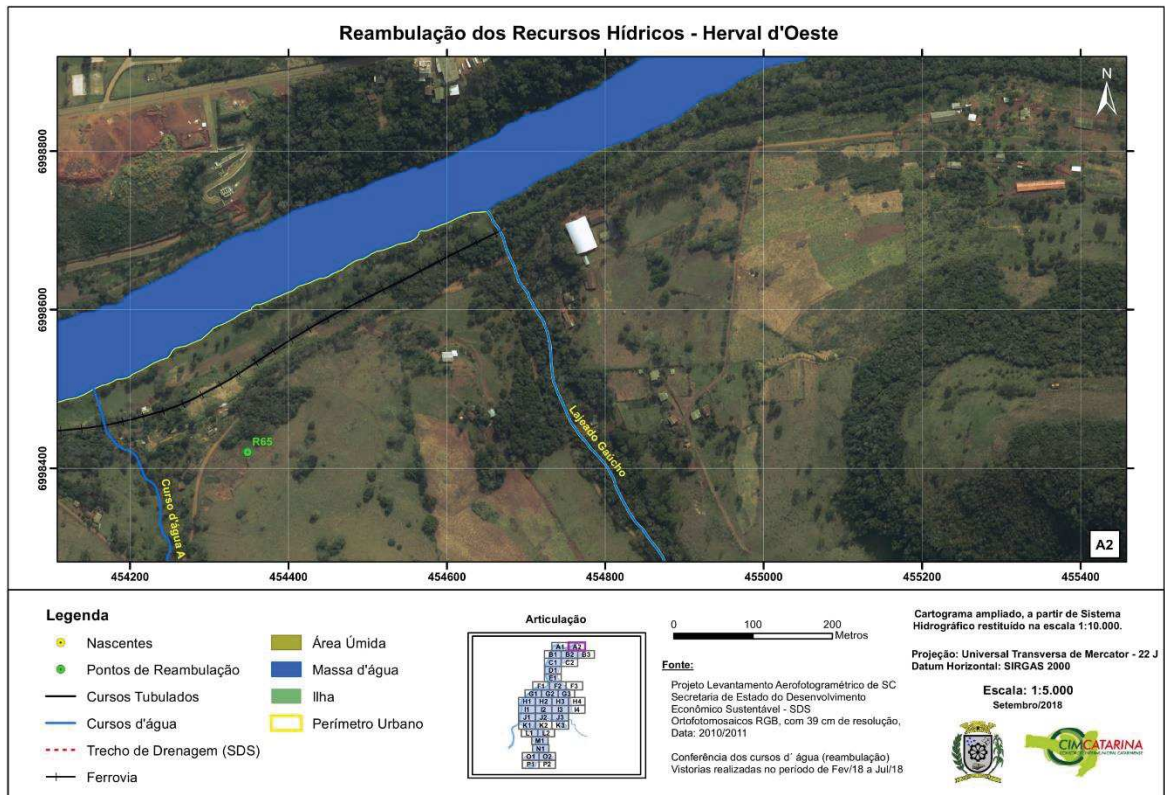 Reambulação dos Recursos Hídricos - Herval d'Oeste
N
6998800
6998600
6998400
R65
Curso d'água A
Lajeado Gaúcho
A2
454200 454400 454600 454800 455000 455200 455400
Legenda
Nascentes
Pontos de Reambulação
Cursos Tubulados
Cursos d'água
Trecho de Drenagem (SDS)
Ferrovia
Área Úmida
Massa d'água
Ilha
Perímetro Urbano
Articulação
A1 A2
B1 B2 B3
C1 C2
D1
E1
F1 F2 F3
G1 G2 G3
H1 H2 H3 H4
I1 I2 I3 I4
J1 J2 J3
K1 K2 K3
L1 L2
M1
N1
O1 O2
P1 P2
0 100 200
Metros
Fonte:
Projeto Levantamento Aerofotogramétrico de SC
Secretaria de Estado do Desenvolvimento
Econômico Sustentável - SDS
Ortofotomosaicos RGB, com 39 cm de resolução,
Data: 2010/2011
Conferência dos cursos d´ água (reambulação)
Vistorias realizadas no período de Fev/18 a Jul/18
Cartograma ampliado, a partir de Sistema
Hidrográfico restituído na escala 1:10.000.
Projeção: Universal Transversa de Mercator - 22 J
Datum Horizontal: SIRGAS 2000
Escala: 1:5.000
Setembro/2018
CIMCATARINA